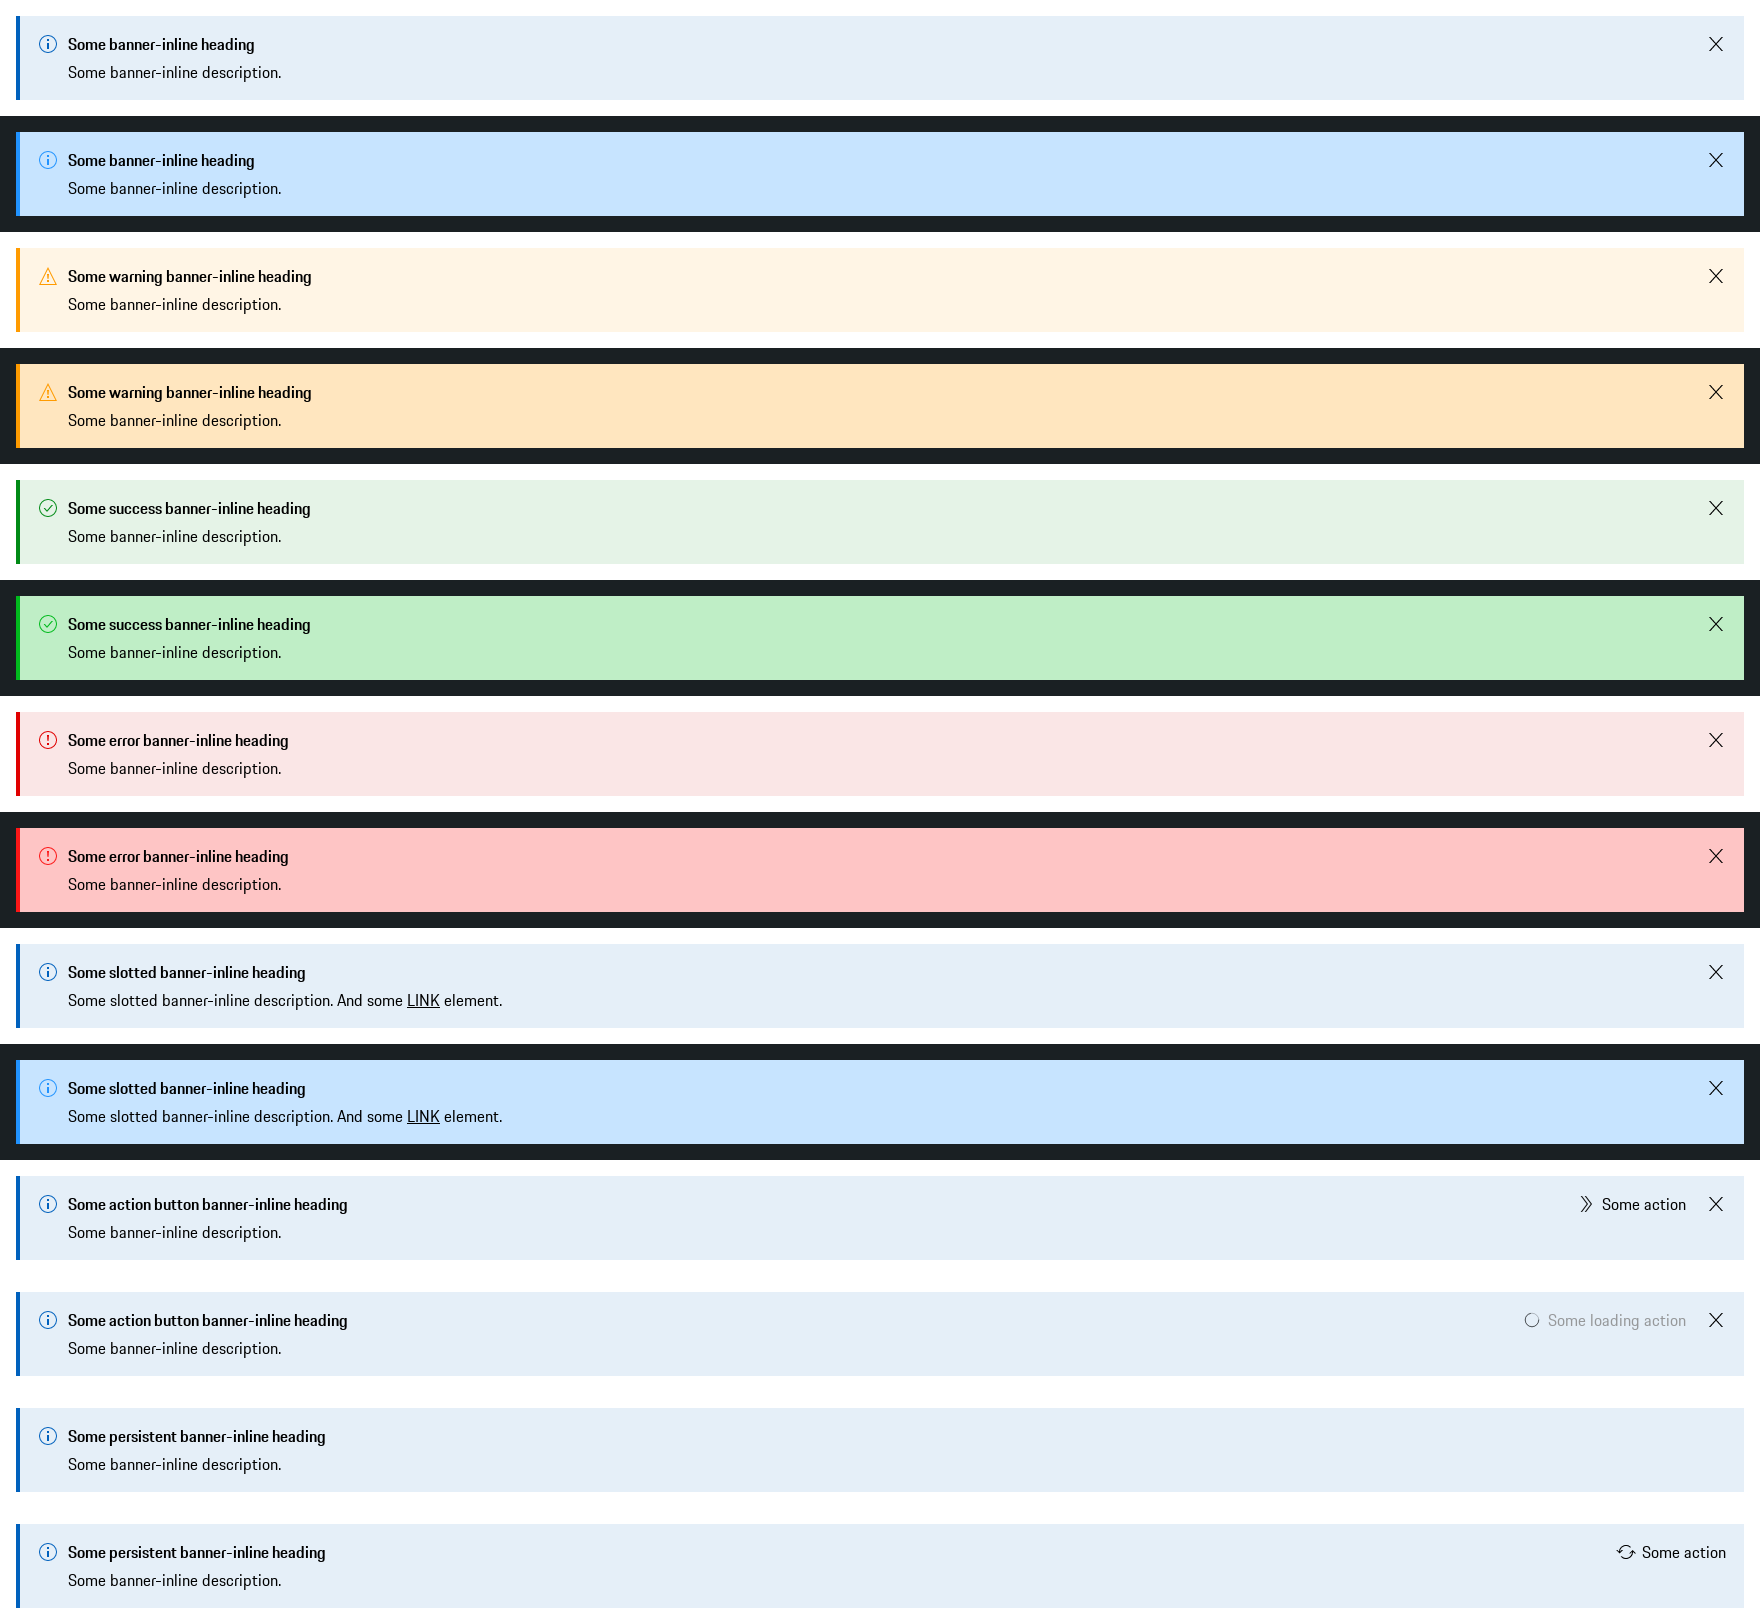 Some banner-inline heading
Some banner-inline description.
Some banner-inline heading
Some banner-inline description.
Some warning banner-inline heading
Some banner-inline description.
Some warning banner-inline heading
Some banner-inline description.
Some success banner-inline heading
Some banner-inline description.
Some success banner-inline heading
Some banner-inline description.
Some error banner-inline heading
Some banner-inline description.
Some error banner-inline heading
Some banner-inline description.
Some slotted banner-inline heading
Some slotted banner-inline description. And some LINK element.
Some slotted banner-inline heading
Some slotted banner-inline description. And some LINK element.
Some action button banner-inline heading
Some action
Some banner-inline description.
Some action button banner-inline heading
Some loading action
Some banner-inline description.
Some persistent banner-inline heading
Some banner-inline description.
Some persistent banner-inline heading
Some action
Some banner-inline description.